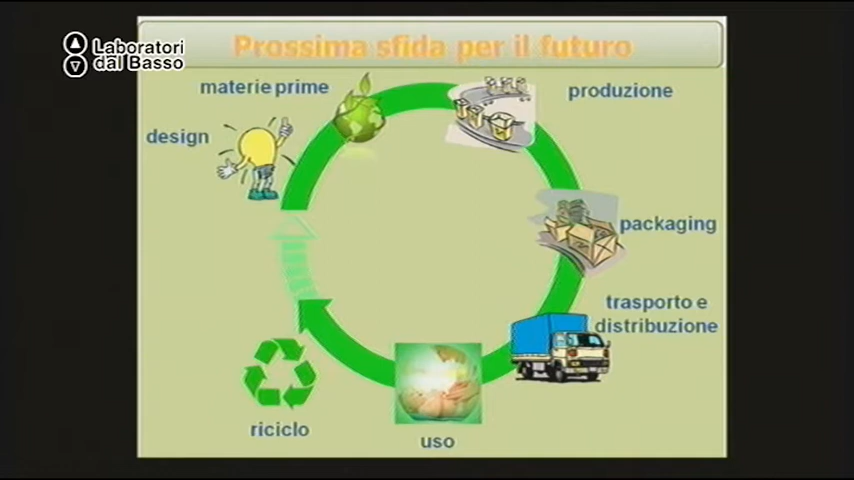 Laboratori
dal Basso
Prossima sfida per il futuro
materie prime
produzione
design
packaging
trasporto e
distribuzione
riciclo
uso